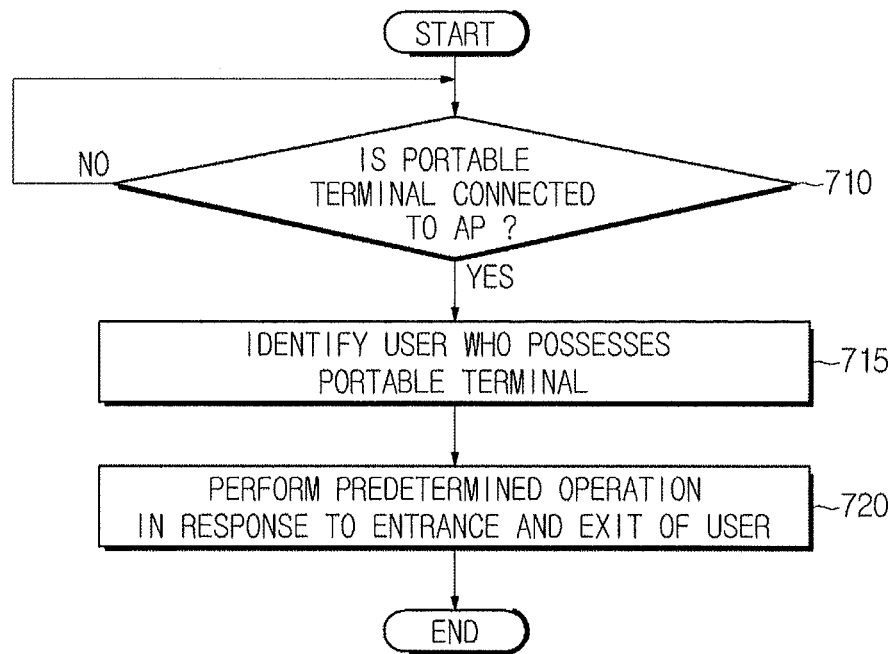 START
NO
IS PORTABLE
TERMINAL CONNECTED
TO AP ?
710
YES
IDENTIFY USER WHO POSSESSES
PORTABLE TERMINAL
715
PERFORM PREDETERMINED OPERATION
IN RESPONSE TO ENTRANCE AND EXIT OF USER
720
END